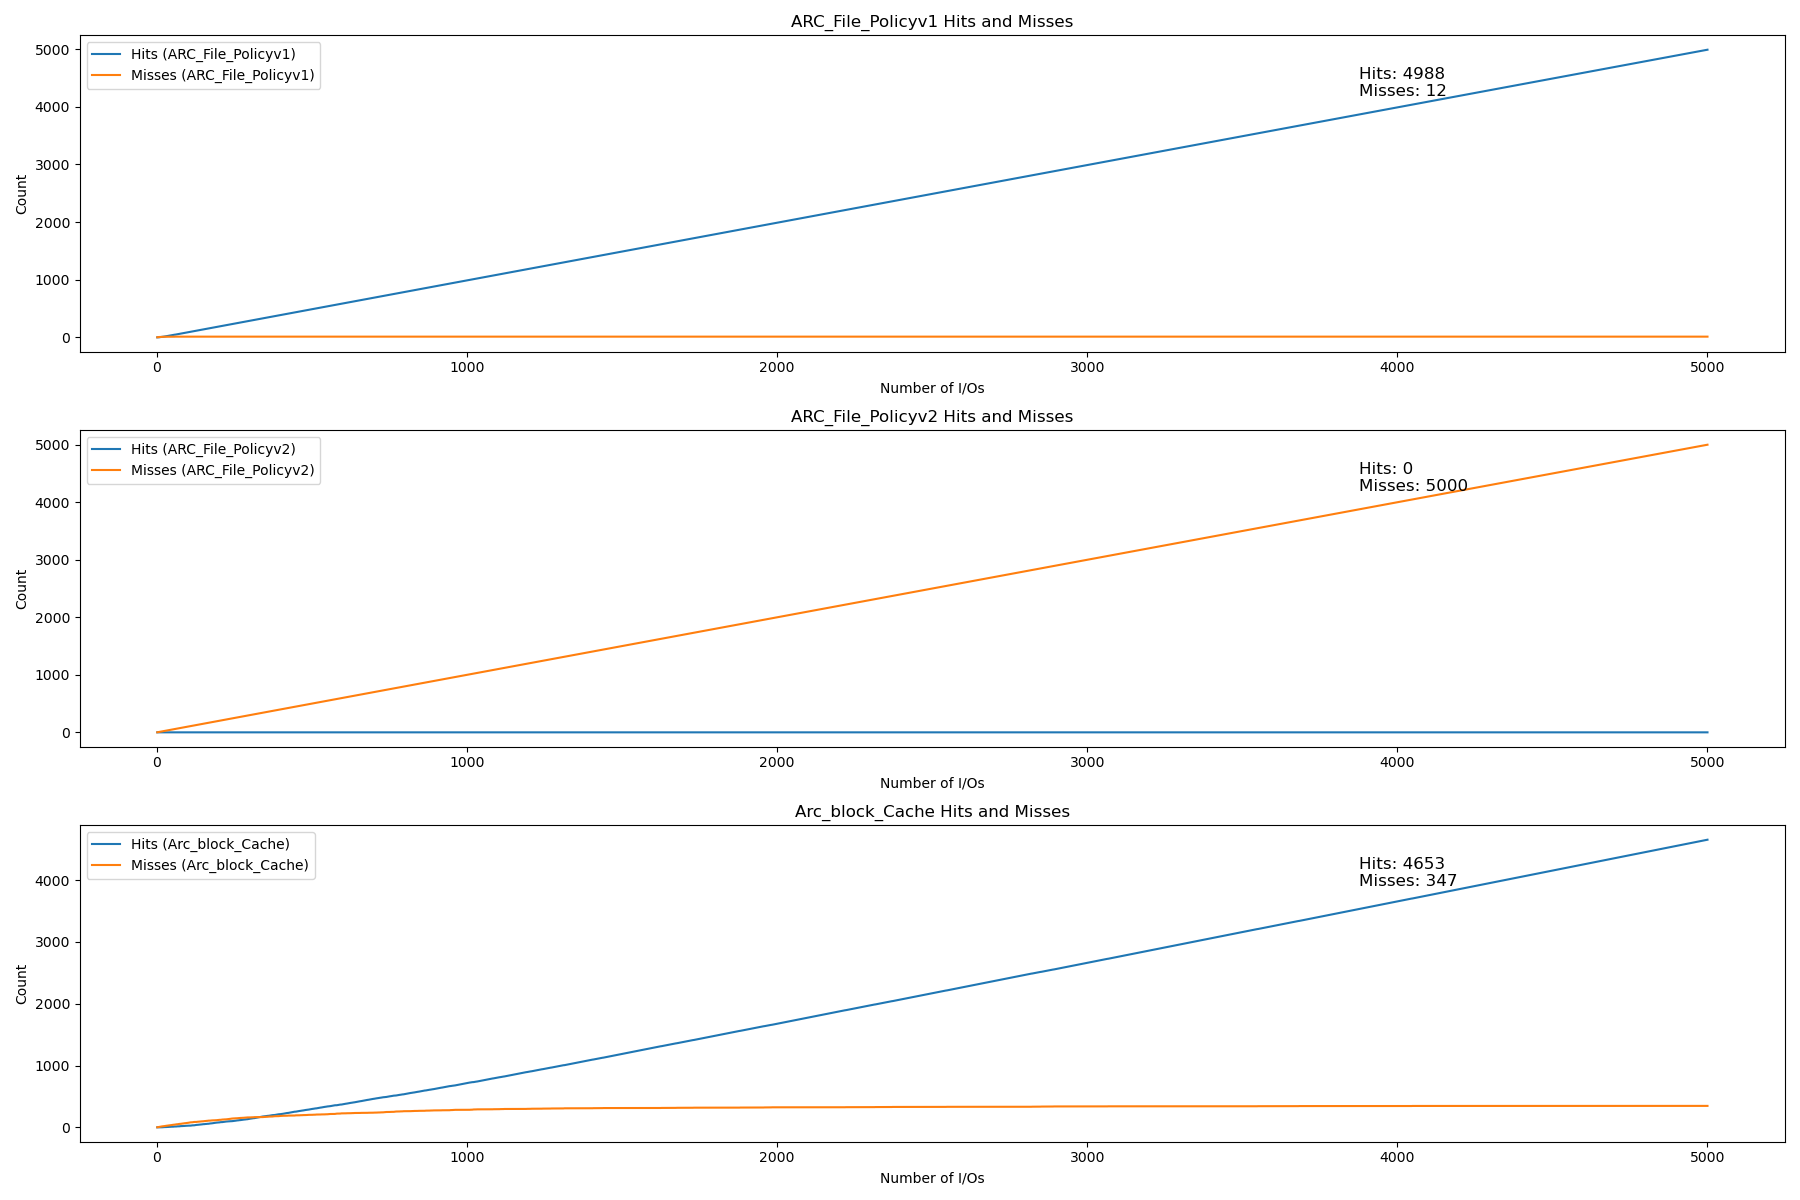 ARC_File_Policyv1 Hits and Misses
Hits (ARC_File_Policyv1)
Misses (ARC_File_Policyv1)
Hits: 4988
Misses: 12
5000
4000
3000
2000
1000
0
Count
0 1000 2000 3000 4000 5000
Number of I/Os
ARC_File_Policyv2 Hits and Misses
Hits (ARC_File_Policyv2)
Misses (ARC_File_Policyv2)
Hits: 0
Misses: 5000
5000
4000
3000
2000
1000
0
Count
0 1000 2000 3000 4000 5000
Number of I/Os
Arc_block_Cache Hits and Misses
Hits (Arc_block_Cache)
Misses (Arc_block_Cache)
Hits: 4653
Misses: 347
4000
3000
2000
1000
0
Count
0 1000 2000 3000 4000 5000
Number of I/Os